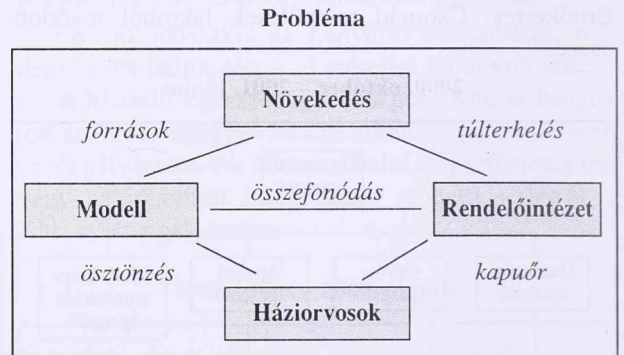 Probléma
Növekedés
források túlterhelés
összefonódás
Modell Rendelőintézet
ösztönzés kapuőr
Háziorvosok